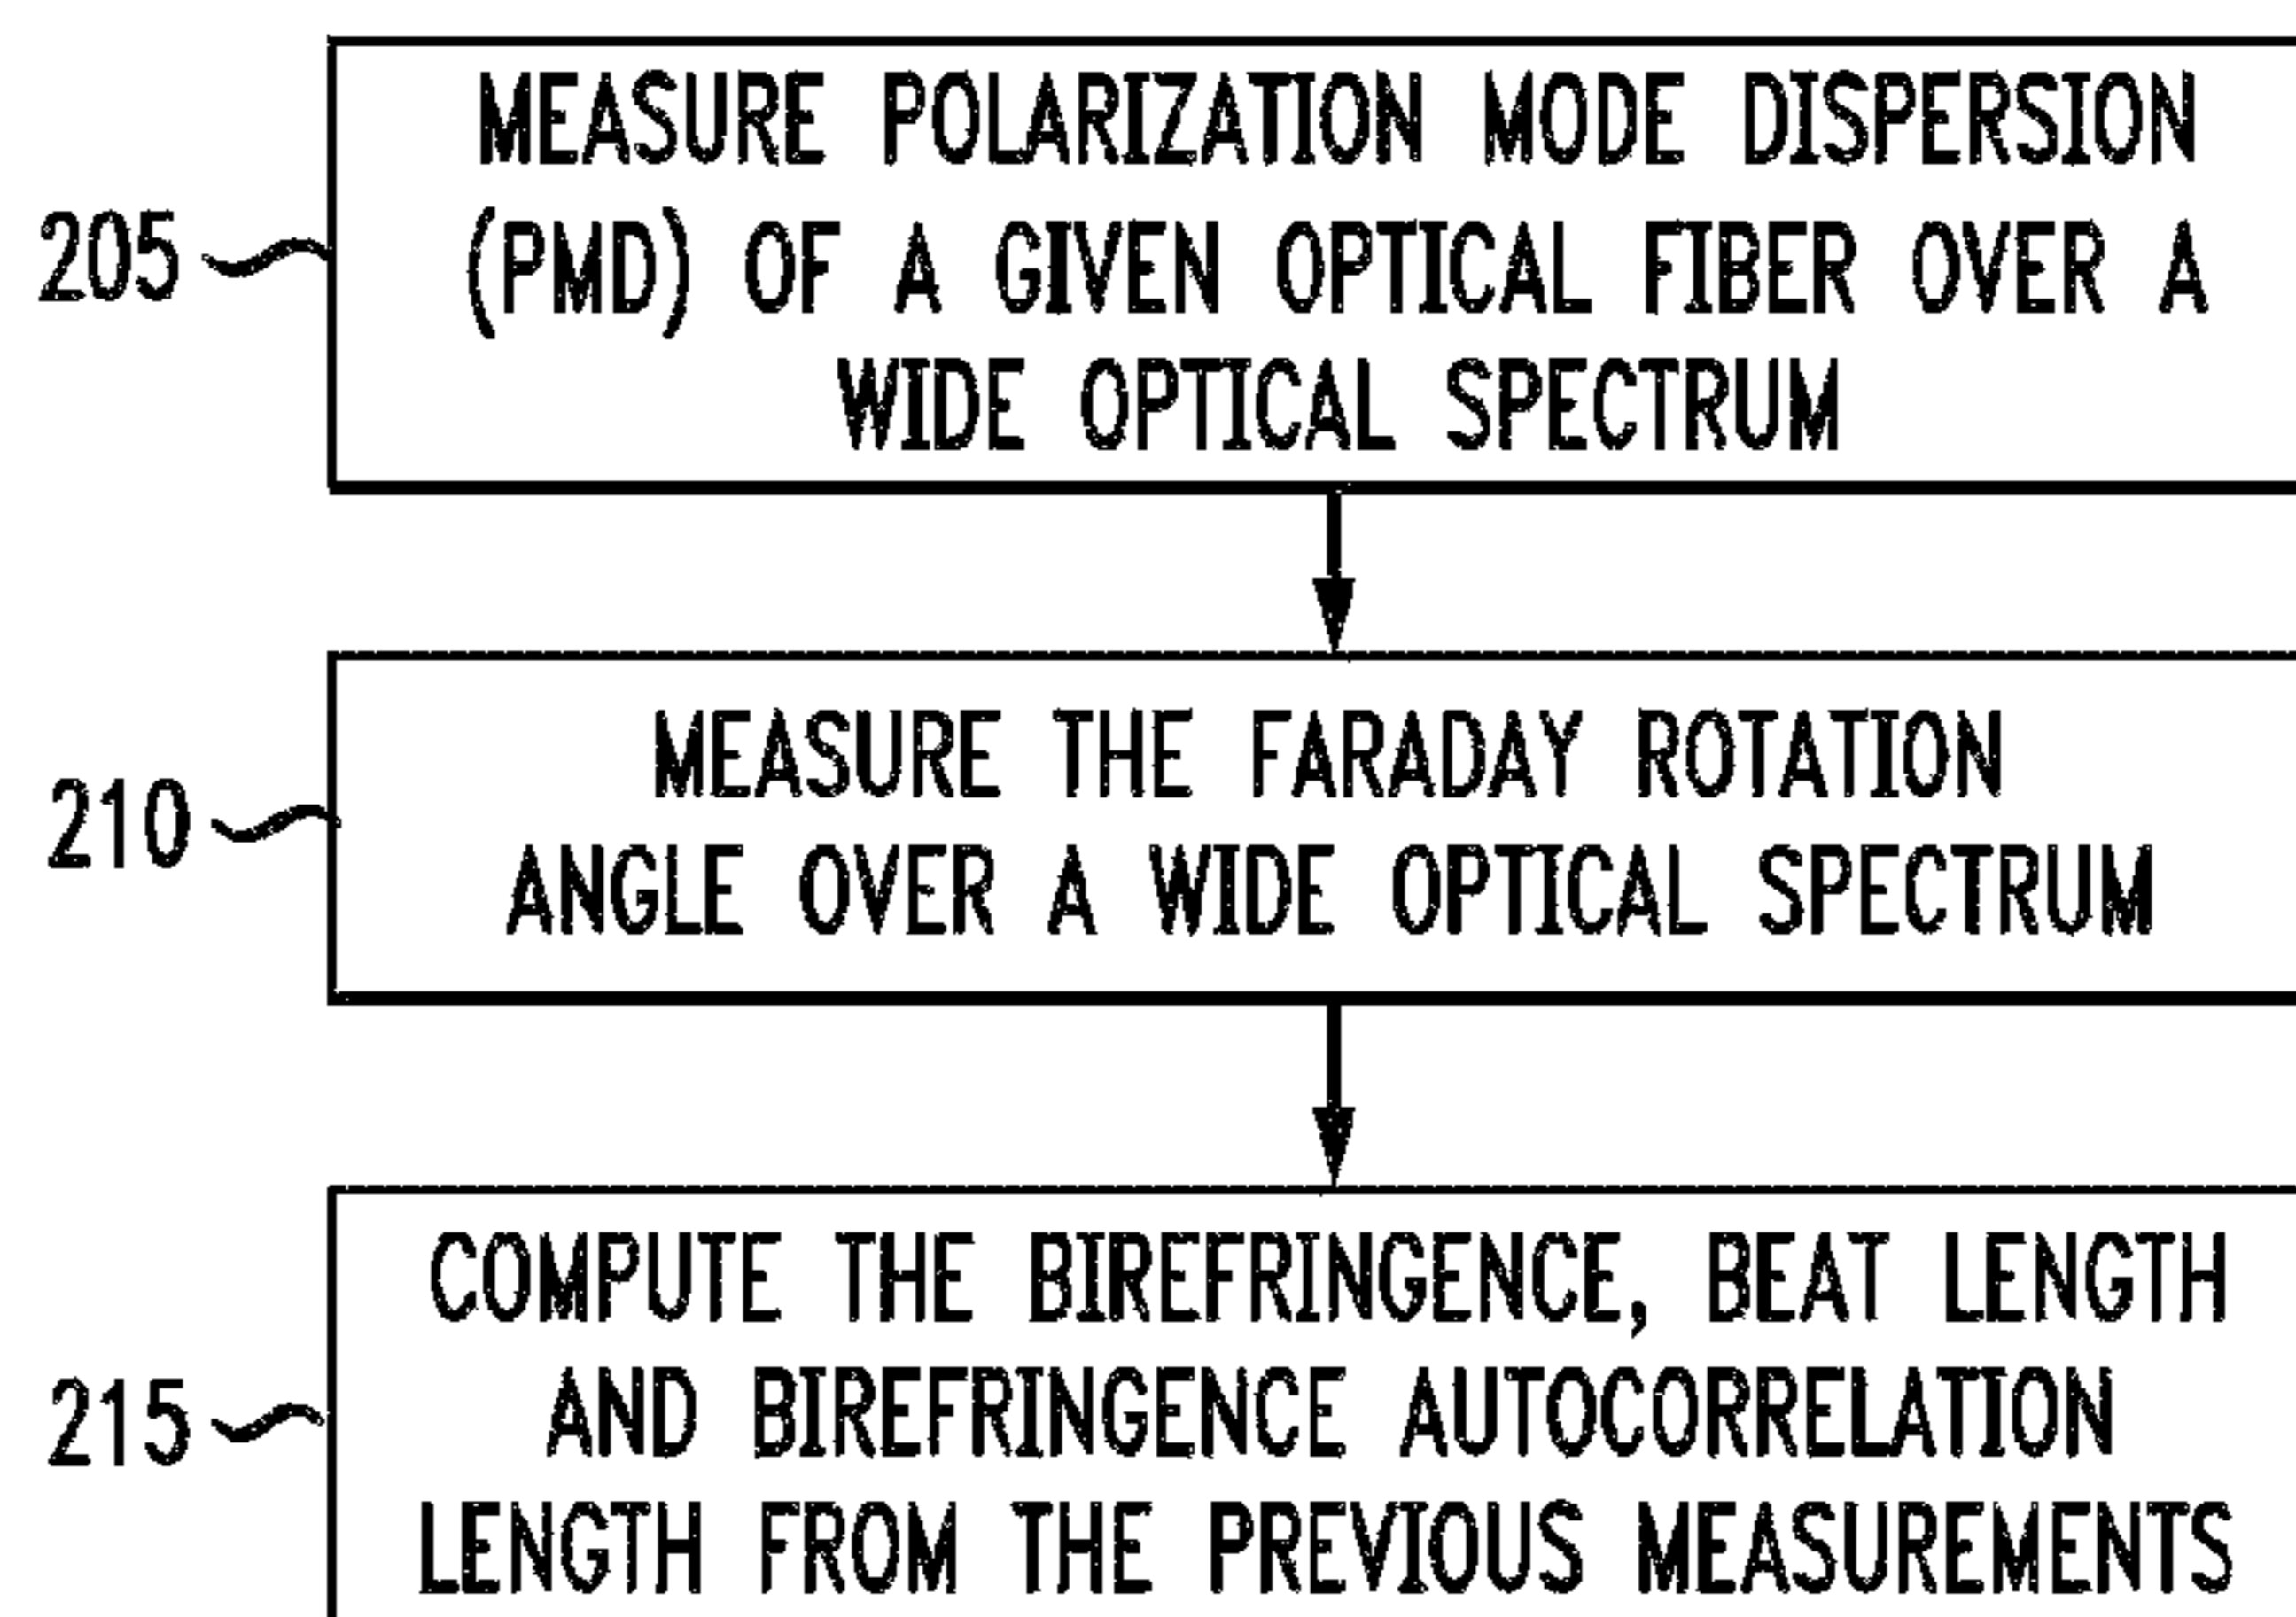 MEASURE POLARIZATION MODE DISPERSION
205 (PMD) OF A GIVEN OPTICAL FIBER OVER A
WIDE OPTICAL SPECTRUM
MEASURE THE FARADAY ROTATION
210
ANGLE OVER A WIDE OPTICAL SPECTRUM
COMPUTE THE BIREFRINGENCE, BEAT LENGTH
215 AND BIREFRINGENCE AUTOCORRELATION
LENGTH FROM THE PREVIOUS MEASUREMENTS